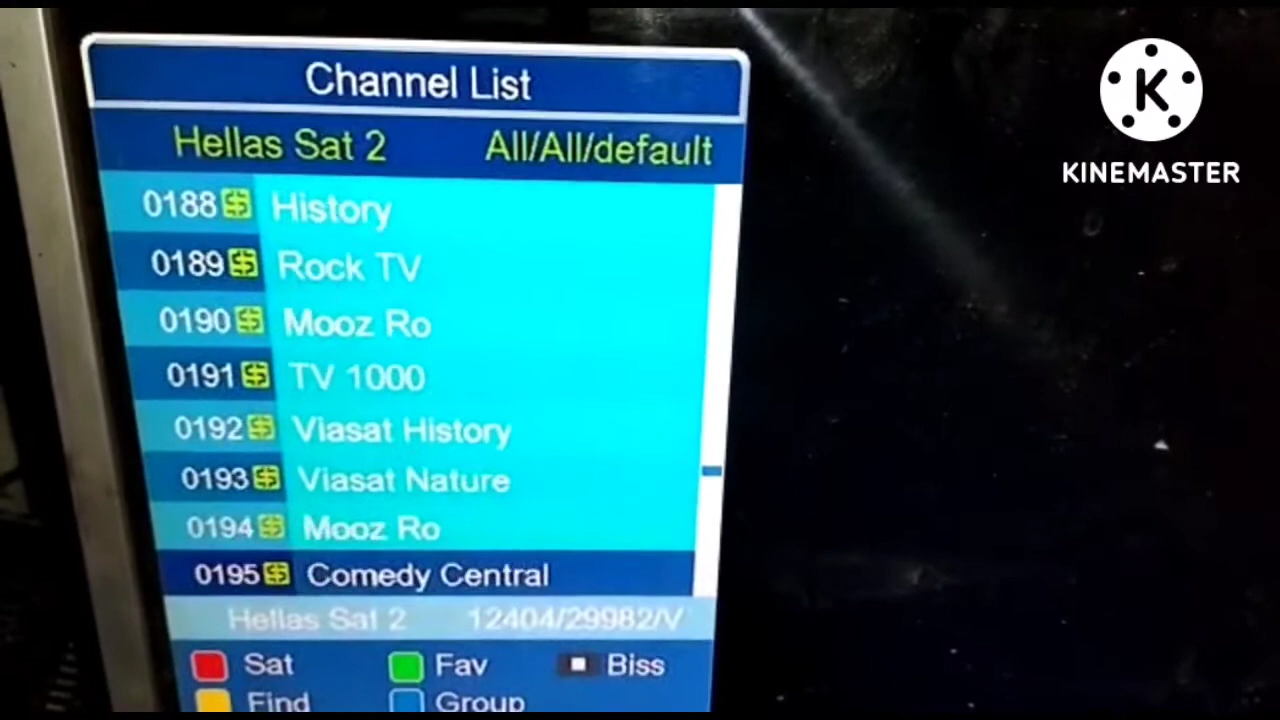 Channel List
Hellas Sat 2 All/All/default
0188 $ History
0189 $ Rock TV
0190 $ Mooz Ro
0191 $ TV 1000
0192 $ Viasat History
0193 $ Viasat Nature
0194 $ Mooz Ro
0195 $ Comedy Central
Hellas Sat 2 12404/29982/V
Sat Fav Biss
Find Group
K
KINEMASTER